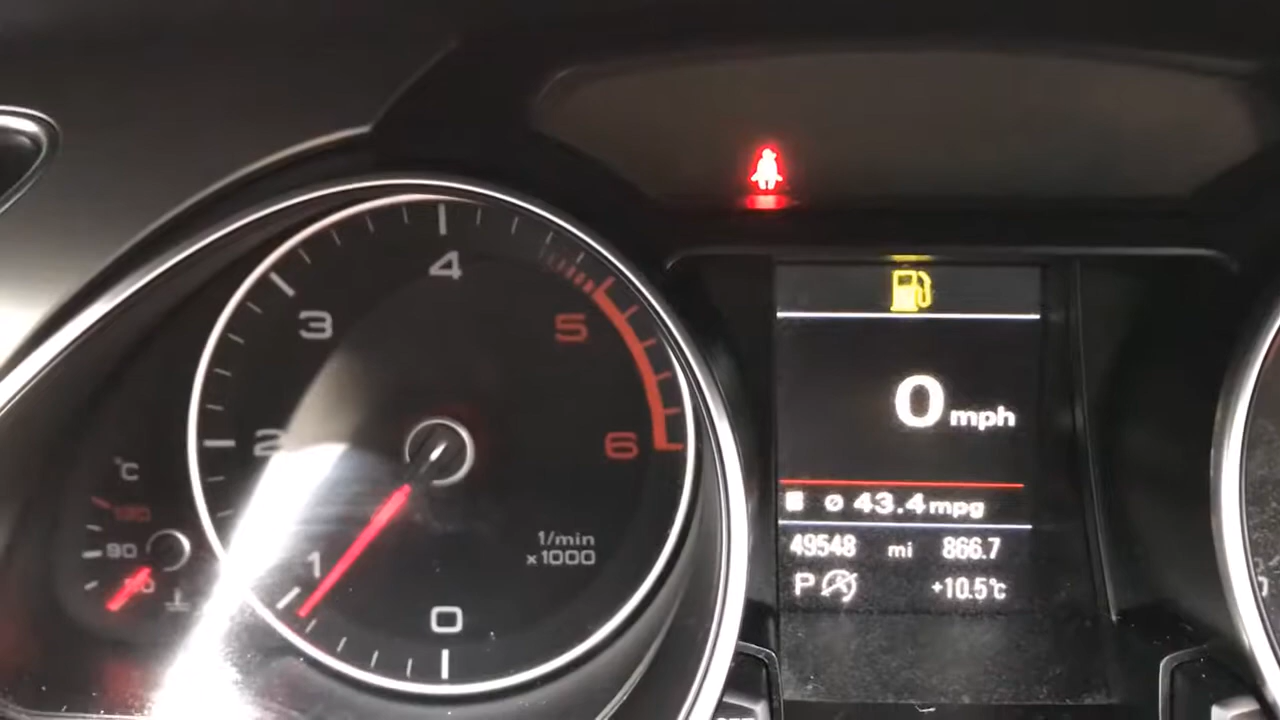 4
3
5
2
6
1
0
1/min
x1000
°C
130
90
0 mph
ø 43.4 mpg
49548 mi 866.7
P
+10.5°C